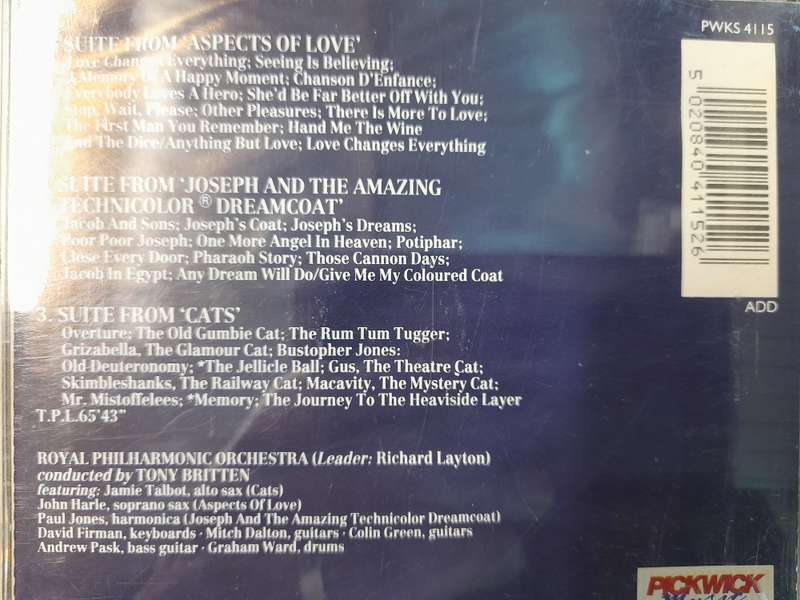 PWKS 4115
SUITE FROM 'ASPECTS OF LOVE'
Love Changes Everything; Seeing Is Believing;
A Memory Of A Happy Moment; Chanson D'Enfance;
Everybody Loves A Hero; She'd Be Far Better Off With You;
Stop, Wait, Please; Other Pleasures; There Is More To Love;
The First Man You Remember; Hand Me The Wine
And The Dice/Anything But Love; Love Changes Everything
SUITE FROM 'JOSEPH AND THE AMAZING
TECHNICOLOR ® DREAMCOAT'
Jacob And Sons; Joseph's Coat; Joseph's Dreams;
Poor Poor Joseph; One More Angel In Heaven; Potiphar;
Close Every Door; Pharaoh Story; Those Cannon Days;
Jacob In Egypt; Any Dream Will Do/Give Me My Coloured Coat
5 020840 411526
ADD
3. SUITE FROM 'CATS'
Overture; The Old Gumbie Cat; The Rum Tum Tugger;
Grizabella, The Glamour Cat; Bustopher Jones:
Old Deuteronomy; *The Jellicle Ball; Gus, The Theatre Cat;
Skimbleshanks, The Railway Cat; Macavity, The Mystery Cat;
Mr. Mistoffelees; *Memory; The Journey To The Heaviside Layer
T.P.L.65'43"
ROYAL PHILHARMONIC ORCHESTRA (Leader: Richard Layton)
conducted by TONY BRITTEN
featuring: Jamie Talbot, alto sax (Cats)
John Harle, soprano sax (Aspects Of Love)
Paul Jones, harmonica (Joseph And The Amazing Technicolor Dreamcoat)
David Firman, keyboards · Mitch Dalton, guitars · Colin Green, guitars
Andrew Pask, bass guitar · Graham Ward, drums
PICKWICK